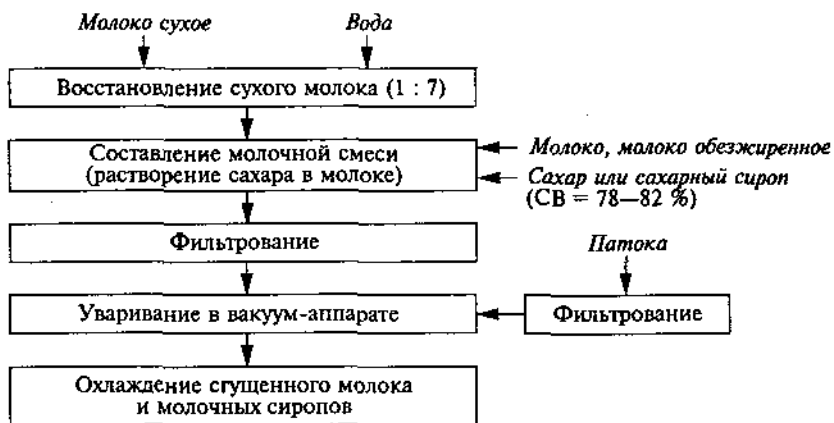 Молоко сухое
Вода
Восстановление сухого молока (1 : 7)
Составление молочной смеси
(растворение сахара в молоке)
Молоко, молоко обезжиренное
Сахар или сахарный сироп
(СВ = 78—82 %)
Фильтрование
Патока
Уваривание в вакуум-аппарате
Фильтрование
Охлаждение сгущенного молока
и молочных сиропов